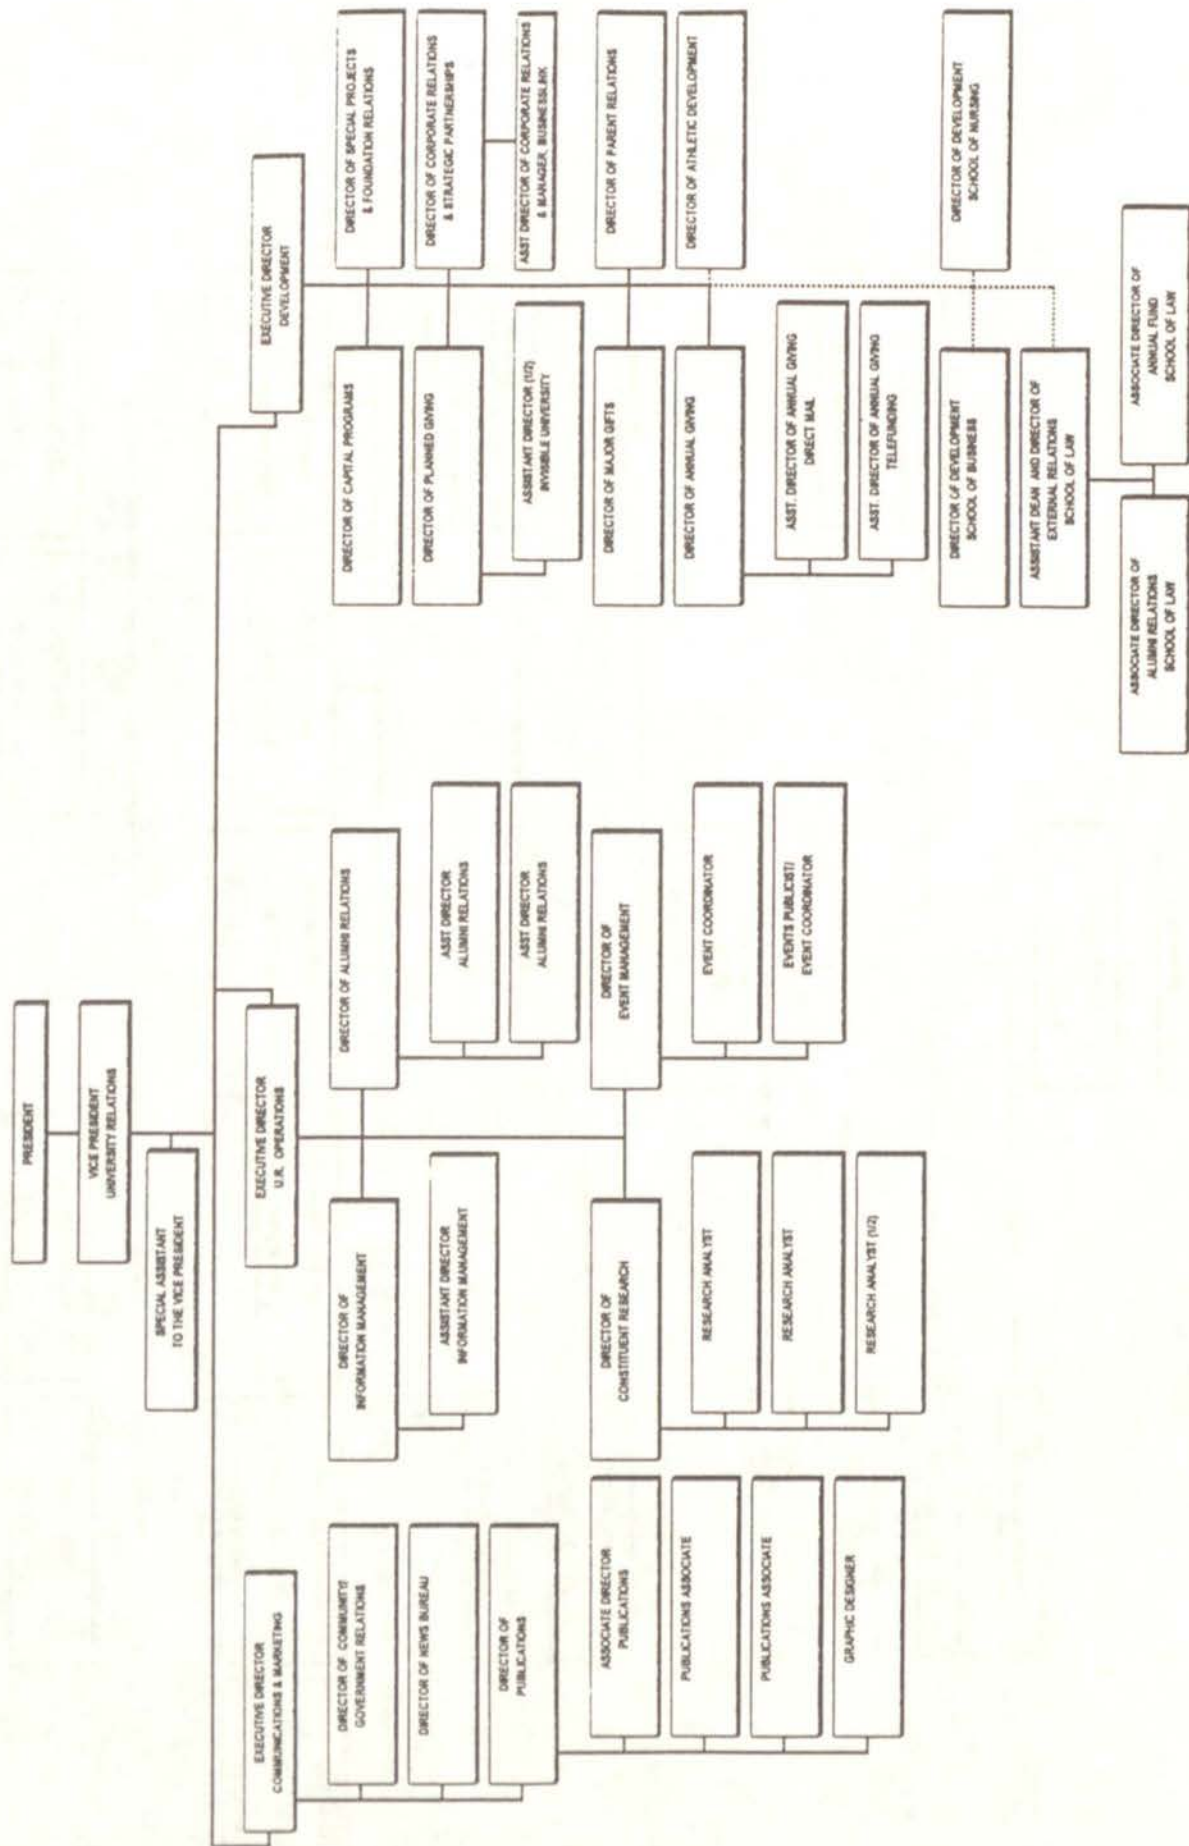 PRESIDENT
VICE PRESIDENT
UNIVERSITY RELATIONS
SPECIAL ASSISTANT
TO THE VICE PRESIDENT
EXECUTIVE DIRECTOR
COMMUNICATIONS & MARKETING
DIRECTOR OF COMMUNITY/
GOVERNMENT RELATIONS
DIRECTOR OF NEWS BUREAU
DIRECTOR OF
PUBLICATIONS
ASSOCIATE DIRECTOR
PUBLICATIONS
PUBLICATIONS ASSOCIATE
PUBLICATIONS ASSOCIATE
GRAPHIC DESIGNER
EXECUTIVE DIRECTOR
U.R. OPERATIONS
DIRECTOR OF
INFORMATION MANAGEMENT
ASSISTANT DIRECTOR
INFORMATION MANAGEMENT
DIRECTOR OF ALUMNI RELATIONS
ASST DIRECTOR
ALUMNI RELATIONS
ASST DIRECTOR
ALUMNI RELATIONS
DIRECTOR OF
CONSTITUENT RESEARCH
RESEARCH ANALYST
RESEARCH ANALYST
RESEARCH ANALYST (1/2)
DIRECTOR OF
EVENT MANAGEMENT
EVENT COORDINATOR
EVENTS PUBLICIST/
EVENT COORDINATOR
EXECUTIVE DIRECTOR
DEVELOPMENT
DIRECTOR OF CAPITAL PROGRAMS
DIRECTOR OF SPECIAL PROJECTS
& FOUNDATION RELATIONS
DIRECTOR OF PLANNED GIVING
DIRECTOR OF CORPORATE RELATIONS
& STRATEGIC PARTNERSHIPS
ASSISTANT DIRECTOR (1/2)
INVISIBLE UNIVERSITY
ASST DIRECTOR OF CORPORATE RELATIONS
& MANAGER, BUSINESSLINK
DIRECTOR OF MAJOR GIFTS
DIRECTOR OF PARENT RELATIONS
DIRECTOR OF ANNUAL GIVING
DIRECTOR OF ATHLETIC DEVELOPMENT
ASST. DIRECTOR OF ANNUAL GIVING
DIRECT MAIL
ASST. DIRECTOR OF ANNUAL GIVING
TELEFUNDING
DIRECTOR OF DEVELOPMENT
SCHOOL OF BUSINESS
DIRECTOR OF DEVELOPMENT
SCHOOL OF NURSING
ASSISTANT DEAN AND DIRECTOR OF
EXTERNAL RELATIONS
SCHOOL OF LAW
ASSOCIATE DIRECTOR OF
ALUMNI RELATIONS
SCHOOL OF LAW
ASSOCIATE DIRECTOR OF
ANNUAL FUND
SCHOOL OF LAW